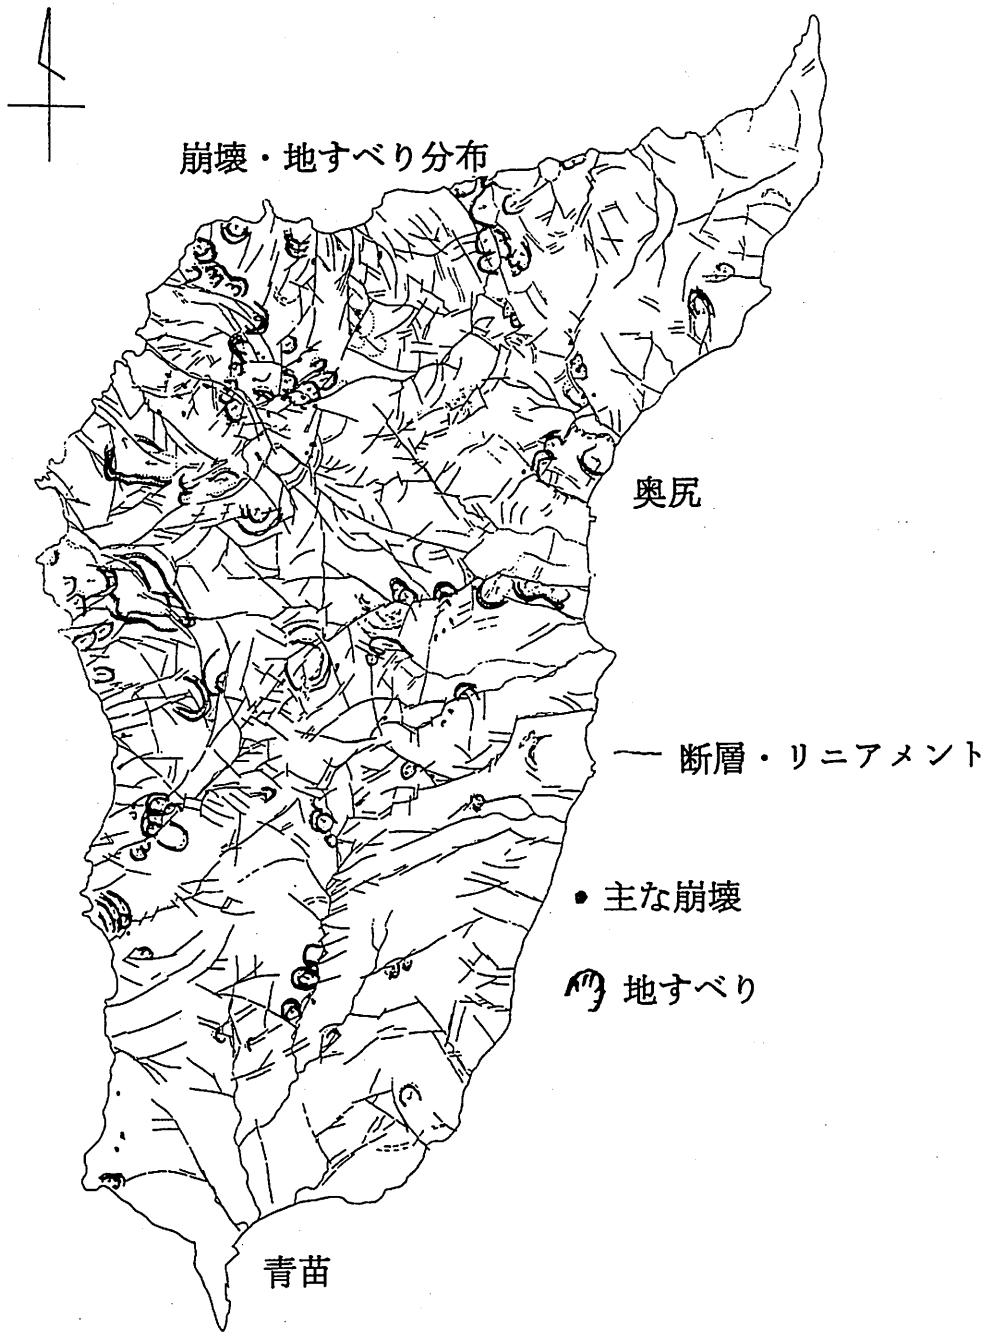 崩壊・地すべり分布
奥尻
断層・リニアメント
主な崩壊
地すべり
青苗